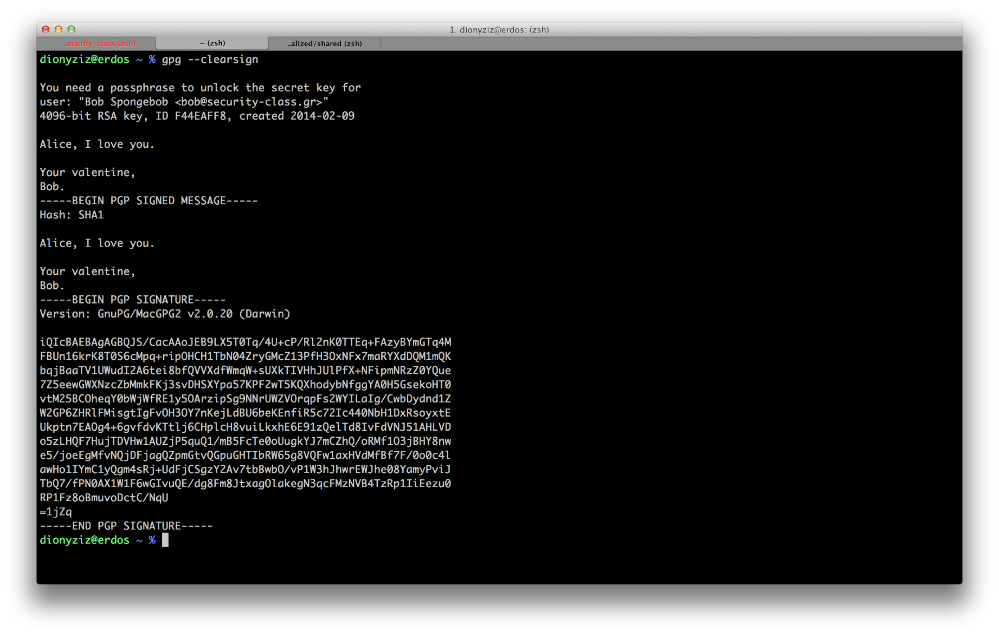 1. dionyziz@erdos: (zsh)
..ecurity-class (zsh) ~ (zsh) ..alized/shared (zsh)
dionyziz@erdos ~ % gpg --clearsign
You need a passphrase to unlock the secret key for
user: "Bob Spongebob <bob@security-class.gr>"
4096-bit RSA key, ID F44EAFF8, created 2014-02-09
Alice, I love you.
Your valentine,
Bob.
-----BEGIN PGP SIGNED MESSAGE-----
Hash: SHA1
Alice, I love you.
Your valentine,
Bob.
-----BEGIN PGP SIGNATURE-----
Version: GnuPG/MacGPG2 v2.0.20 (Darwin)
iQIcBAEBAgAGBQJS/CacAAoJEB9LX5T0Tq/4U+cP/Rl2nK0TTEq+FAzyBYmGTq4M
FBUn16krK8T0S6cMpq+ripOHCH1TbN04ZryGMcZ13PfH3OxNFx7maRYXdDQM1mQK
bqjBaaTV1UWudI2A6tei8bfQVVXdfWmqW+sUXkTIVHhJUlPfX+NFipmNRzZ0YQue
7Z5eewGWXNzcZbMmkFKj3svDHSXYpa57KPF2wT5KQXhodybNfggYA0H5GsekoHT0
vtM25BCOheqY0bWjWfRE1y5OArzipSg9NNrUWZVOrqpFs2WYILaIg/CwbDydnd1Z
W2GP6ZHRlFMisgtIgFvOH3OY7nKejLdBU6beKEnfiR5c72Ic440NbH1DxRsoyxtE
Ukptn7EAOg4+6gvfdvKTtlj6CHplcH8vuiLkxhE6E91zQelTd8IvFdVNJ51AHLVD
o5zLHQF7HujTDVHw1AUZjP5quQ1/mB5FcTe0oUugkYJ7mCZhQ/oRMf1O3jBHY8nw
e5/joeEgMfvNQjDFjagQZpmGtvQGpuGHTIbRW65g8VQFw1axHVdMfBf7F/0o0c4l
awHo1IYmC1yQgm4sRj+UdFjCSgzY2Av7tbBwbO/vP1W3hJhwrEWJhe08YamyPviJ
TbQ7/fPN0AX1W1F6wGIvuQE/dg8Fm8JtxagOlakegN3qcFMzNVB4TzRp1IiEezu0
RP1Fz8oBmuvoDctC/NqU
=1jZq
-----END PGP SIGNATURE-----
dionyziz@erdos ~ %